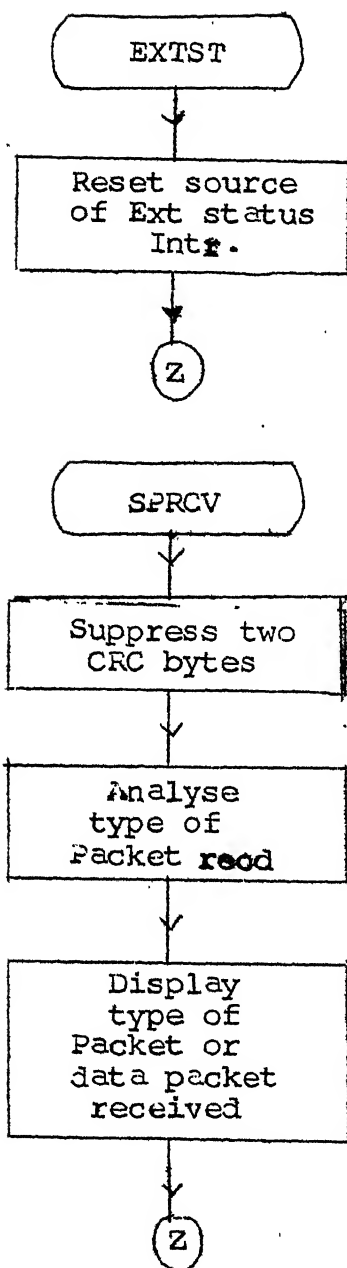 EXTST
Reset source
of Ext status
Intr.
Z
SPRCV
Suppress two
CRC bytes
Analyse
type of
Packet recd
Display
type of
Packet or
data packet
received
Z